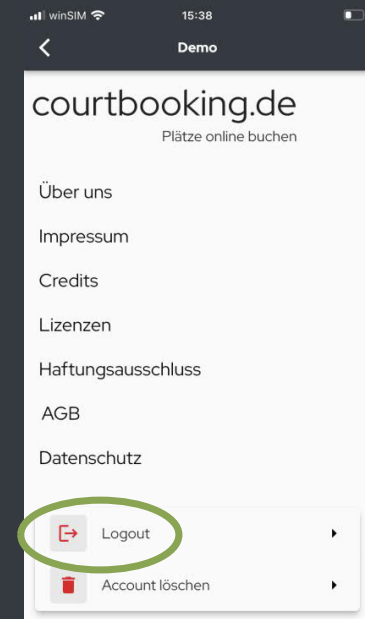 winSIM 15:38
Demo
courtbooking.de
Plätze online buchen
Über uns
Impressum
Credits
Lizenzen
Haftungsausschluss
AGB
Datenschutz
Logout
Account löschen